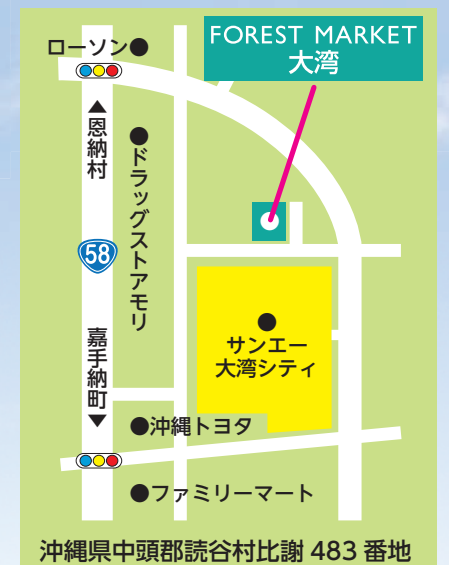 FOREST MARKET
大湾
ローソン●
▲恩納村
●ドラッグストアモリ
58
嘉手納町▼
●
サンエー
大湾シティ
●沖縄トヨタ
●ファミリーマート
沖縄県中頭郡読谷村比謝 483 番地